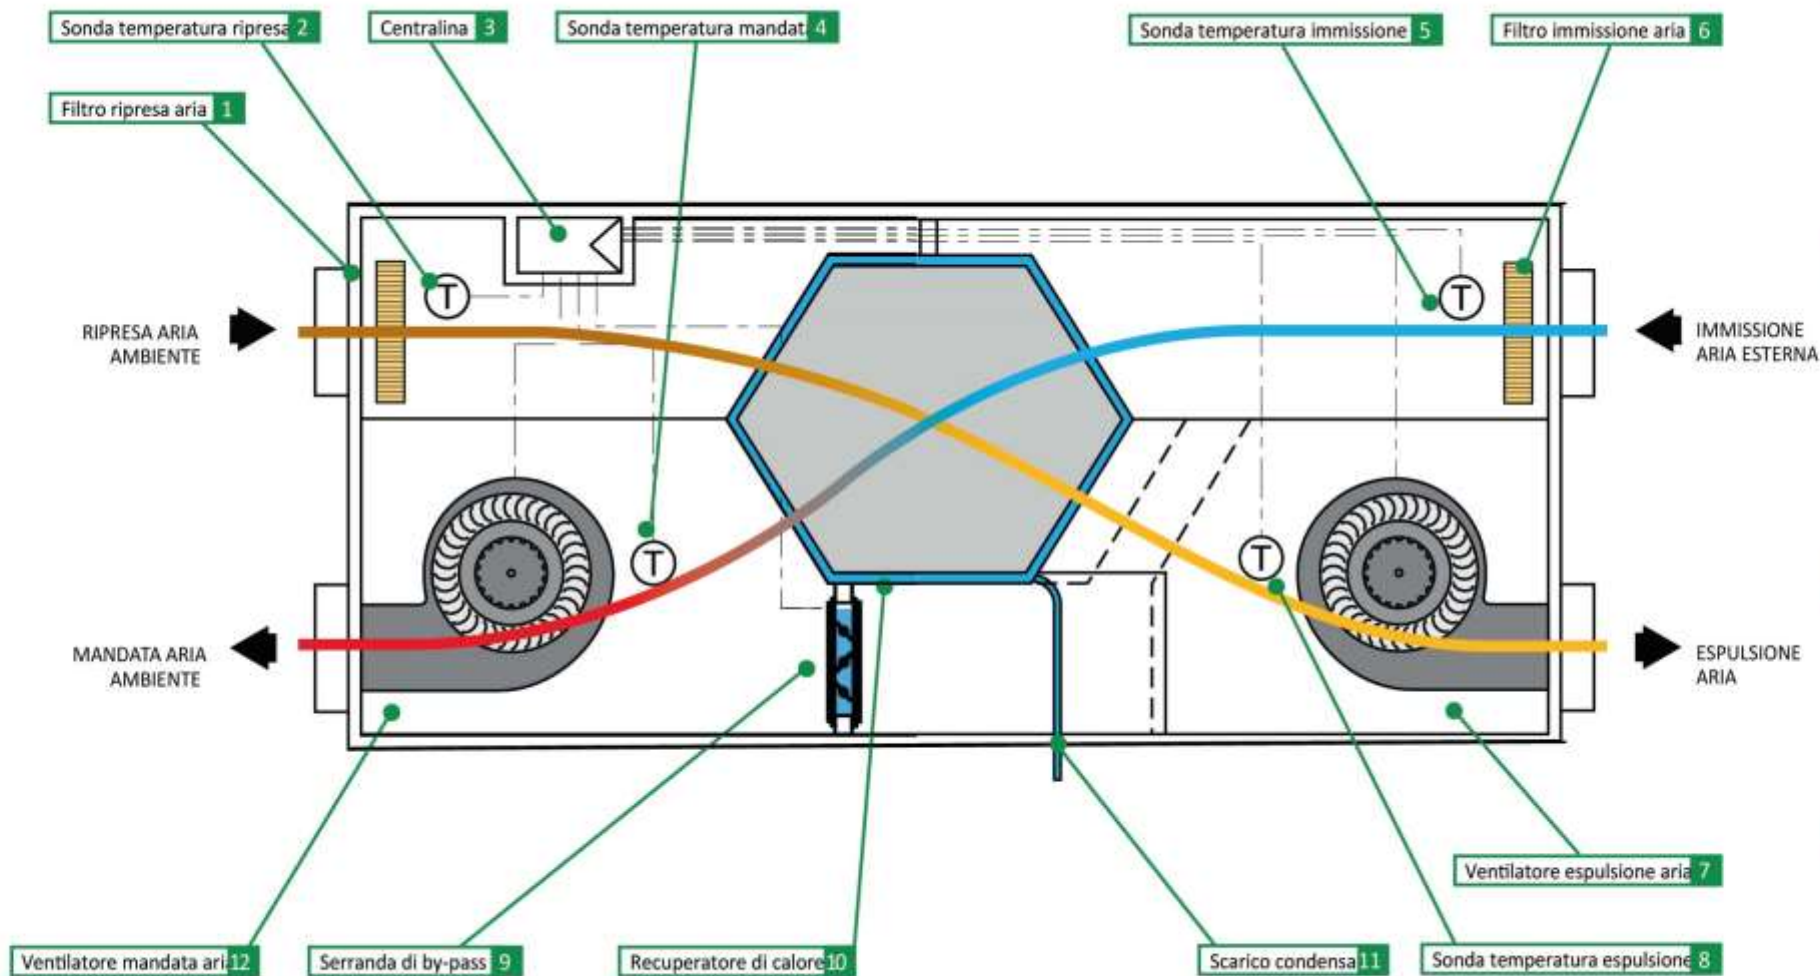 Sonda temperatura ripresa 2
Centralina 3
Sonda temperatura mandat 4
Sonda temperatura immissione 5
Filtro immissione aria 6
Filtro ripresa aria 1
T
T
RIPRESA ARIA
AMBIENTE
IMMISSIONE
ARIA ESTERNA
T
T
MANDATA ARIA
AMBIENTE
ESPULSIONE
ARIA
Ventilatore espulsione aria 7
Ventilatore mandata ari 12
Serranda di by-pass 9
Recuperatore di calore 10
Scarico condensa 11
Sonda temperatura espulsione 8